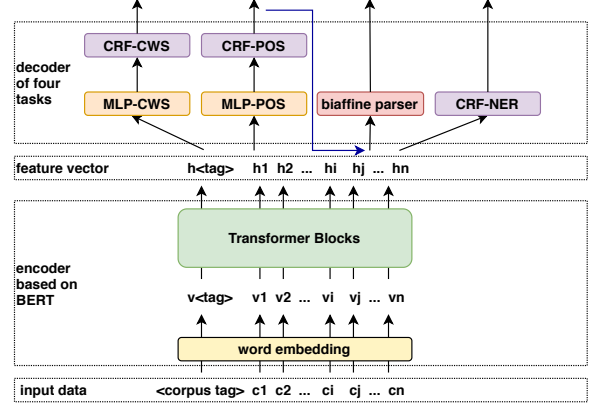 CRF-CWS CRF-POS
decoder
of four
tasks
MLP-CWS MLP-POS biaffine parser CRF-NER
feature vector h<tag> h1 h2 ... hi hj ... hn
Transformer Blocks
encoder
based on
BERT
v<tag> v1 v2 ... vi vj ... vn
word embedding
input data <corpus tag> c1 c2 ... ci cj ... cn